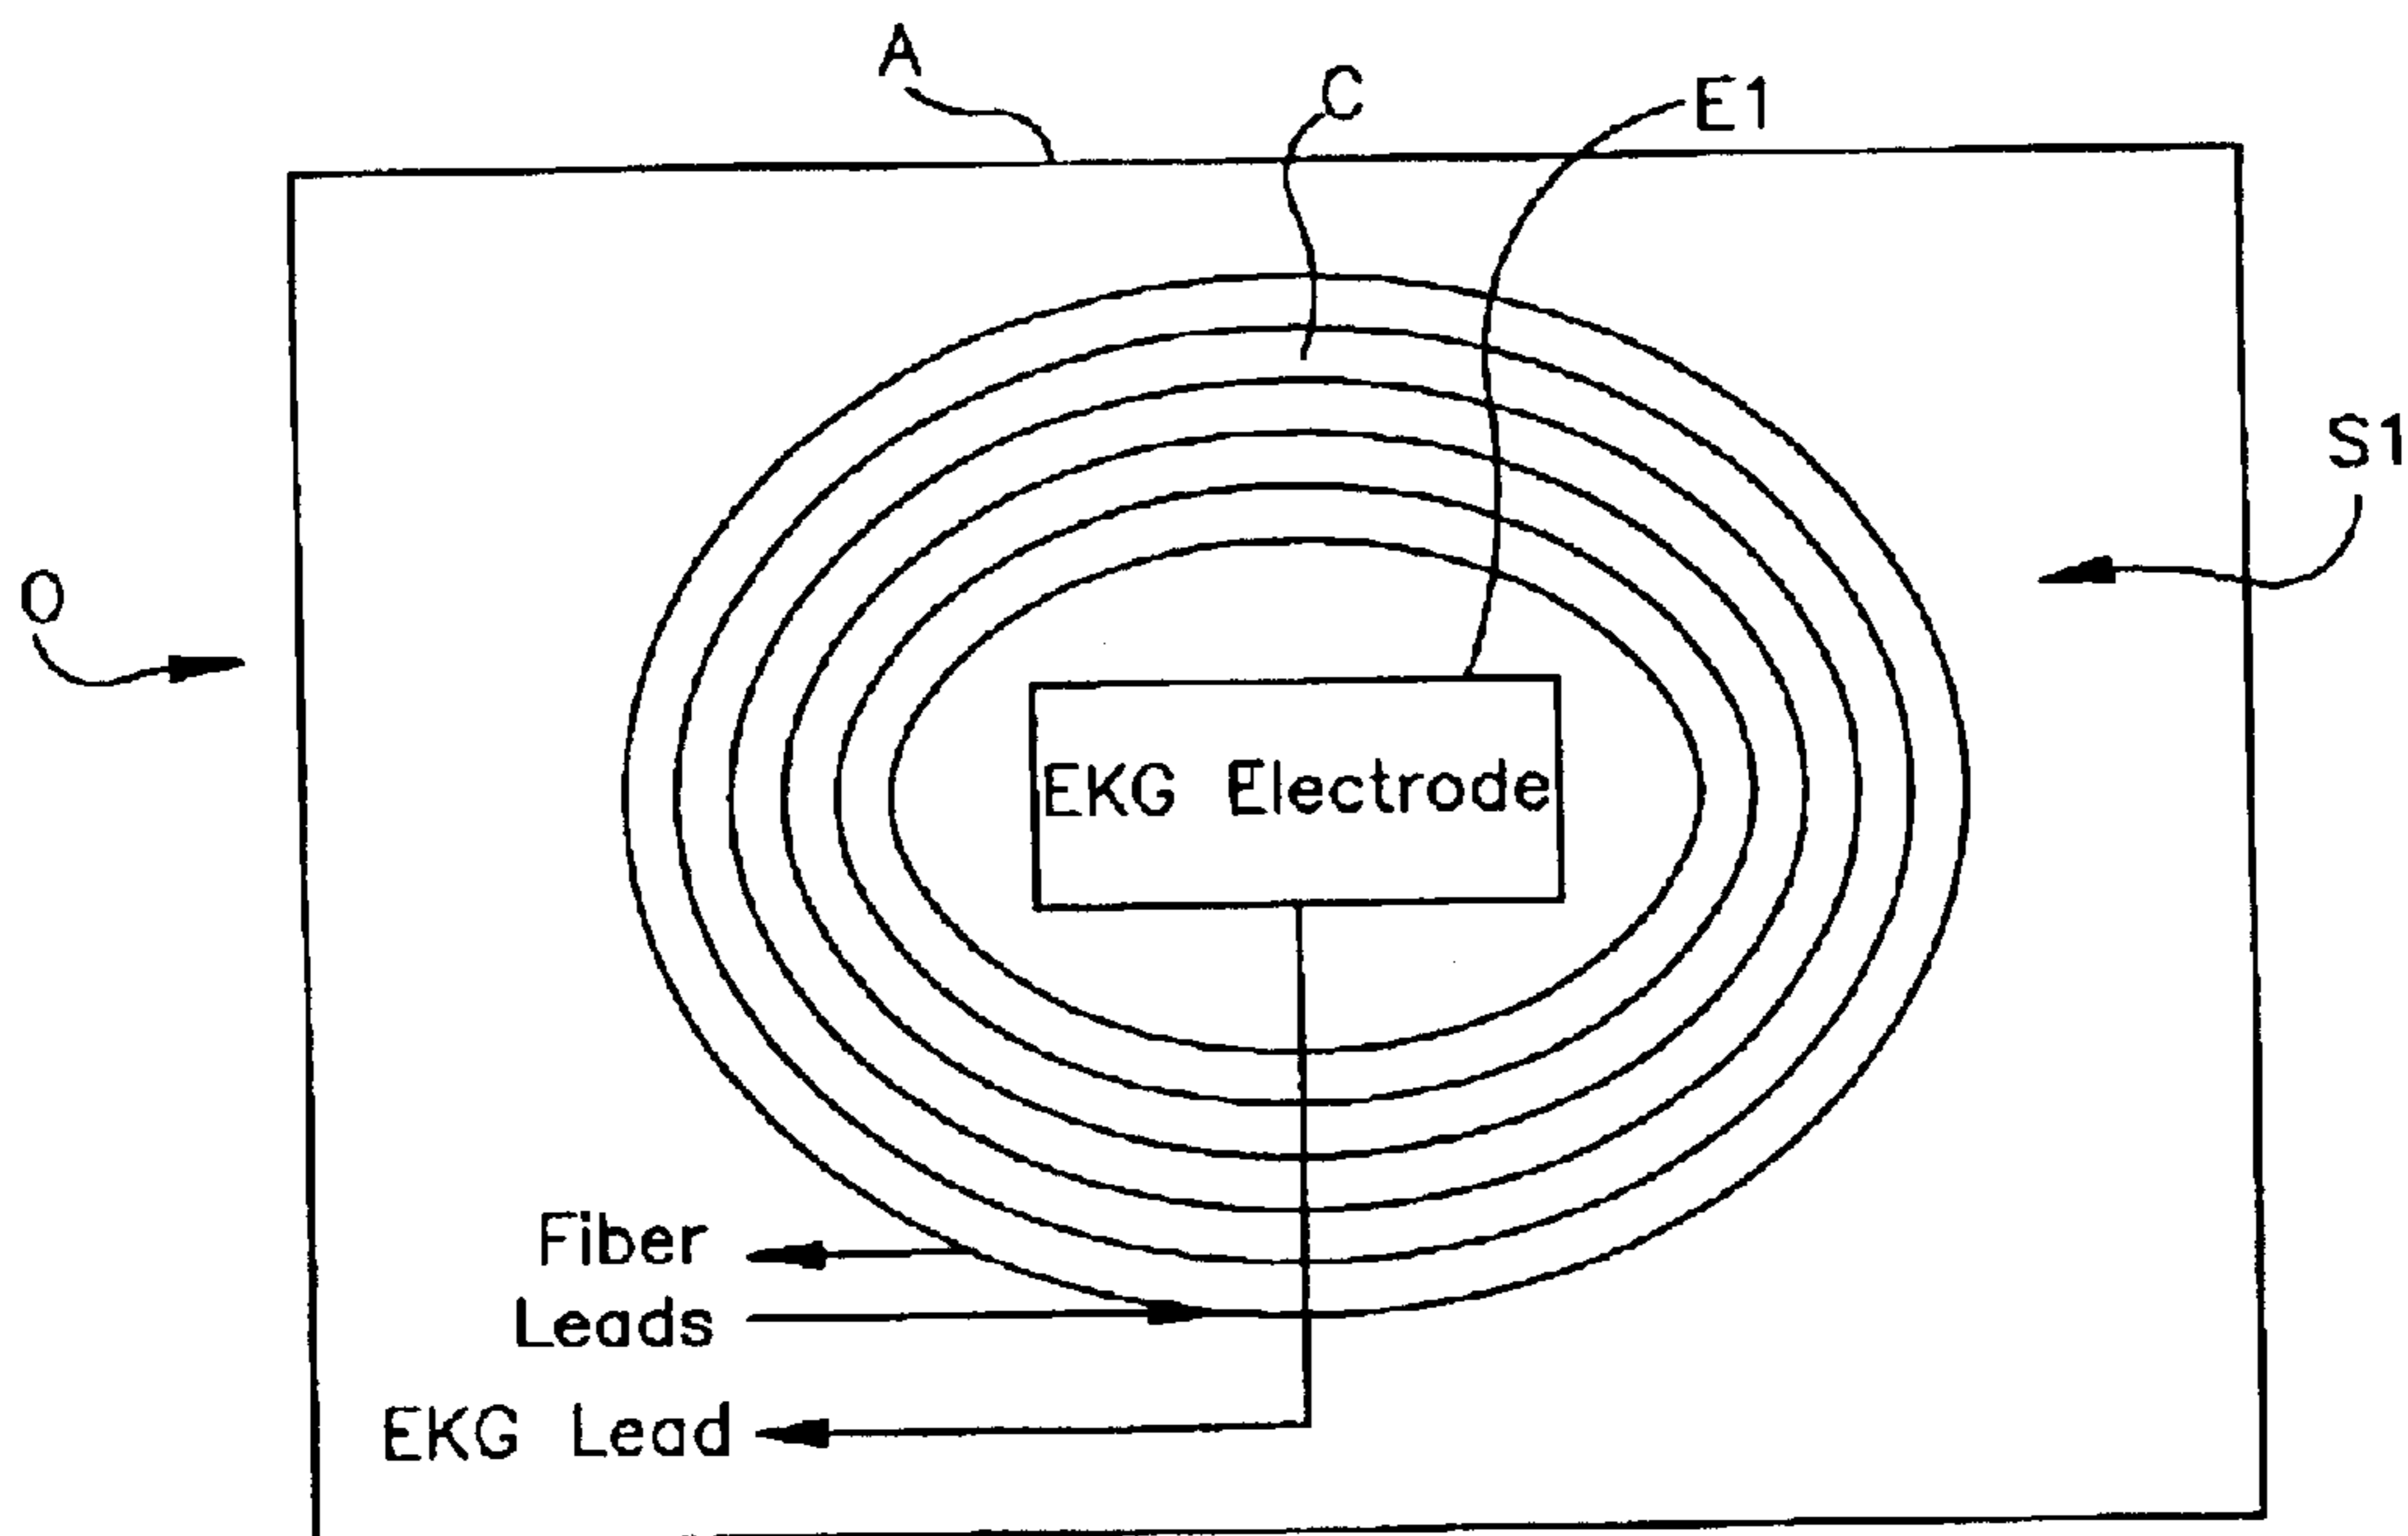 A
C
E1
S1
O
EKG Electrode
Fiber
Leads
EKG Lead